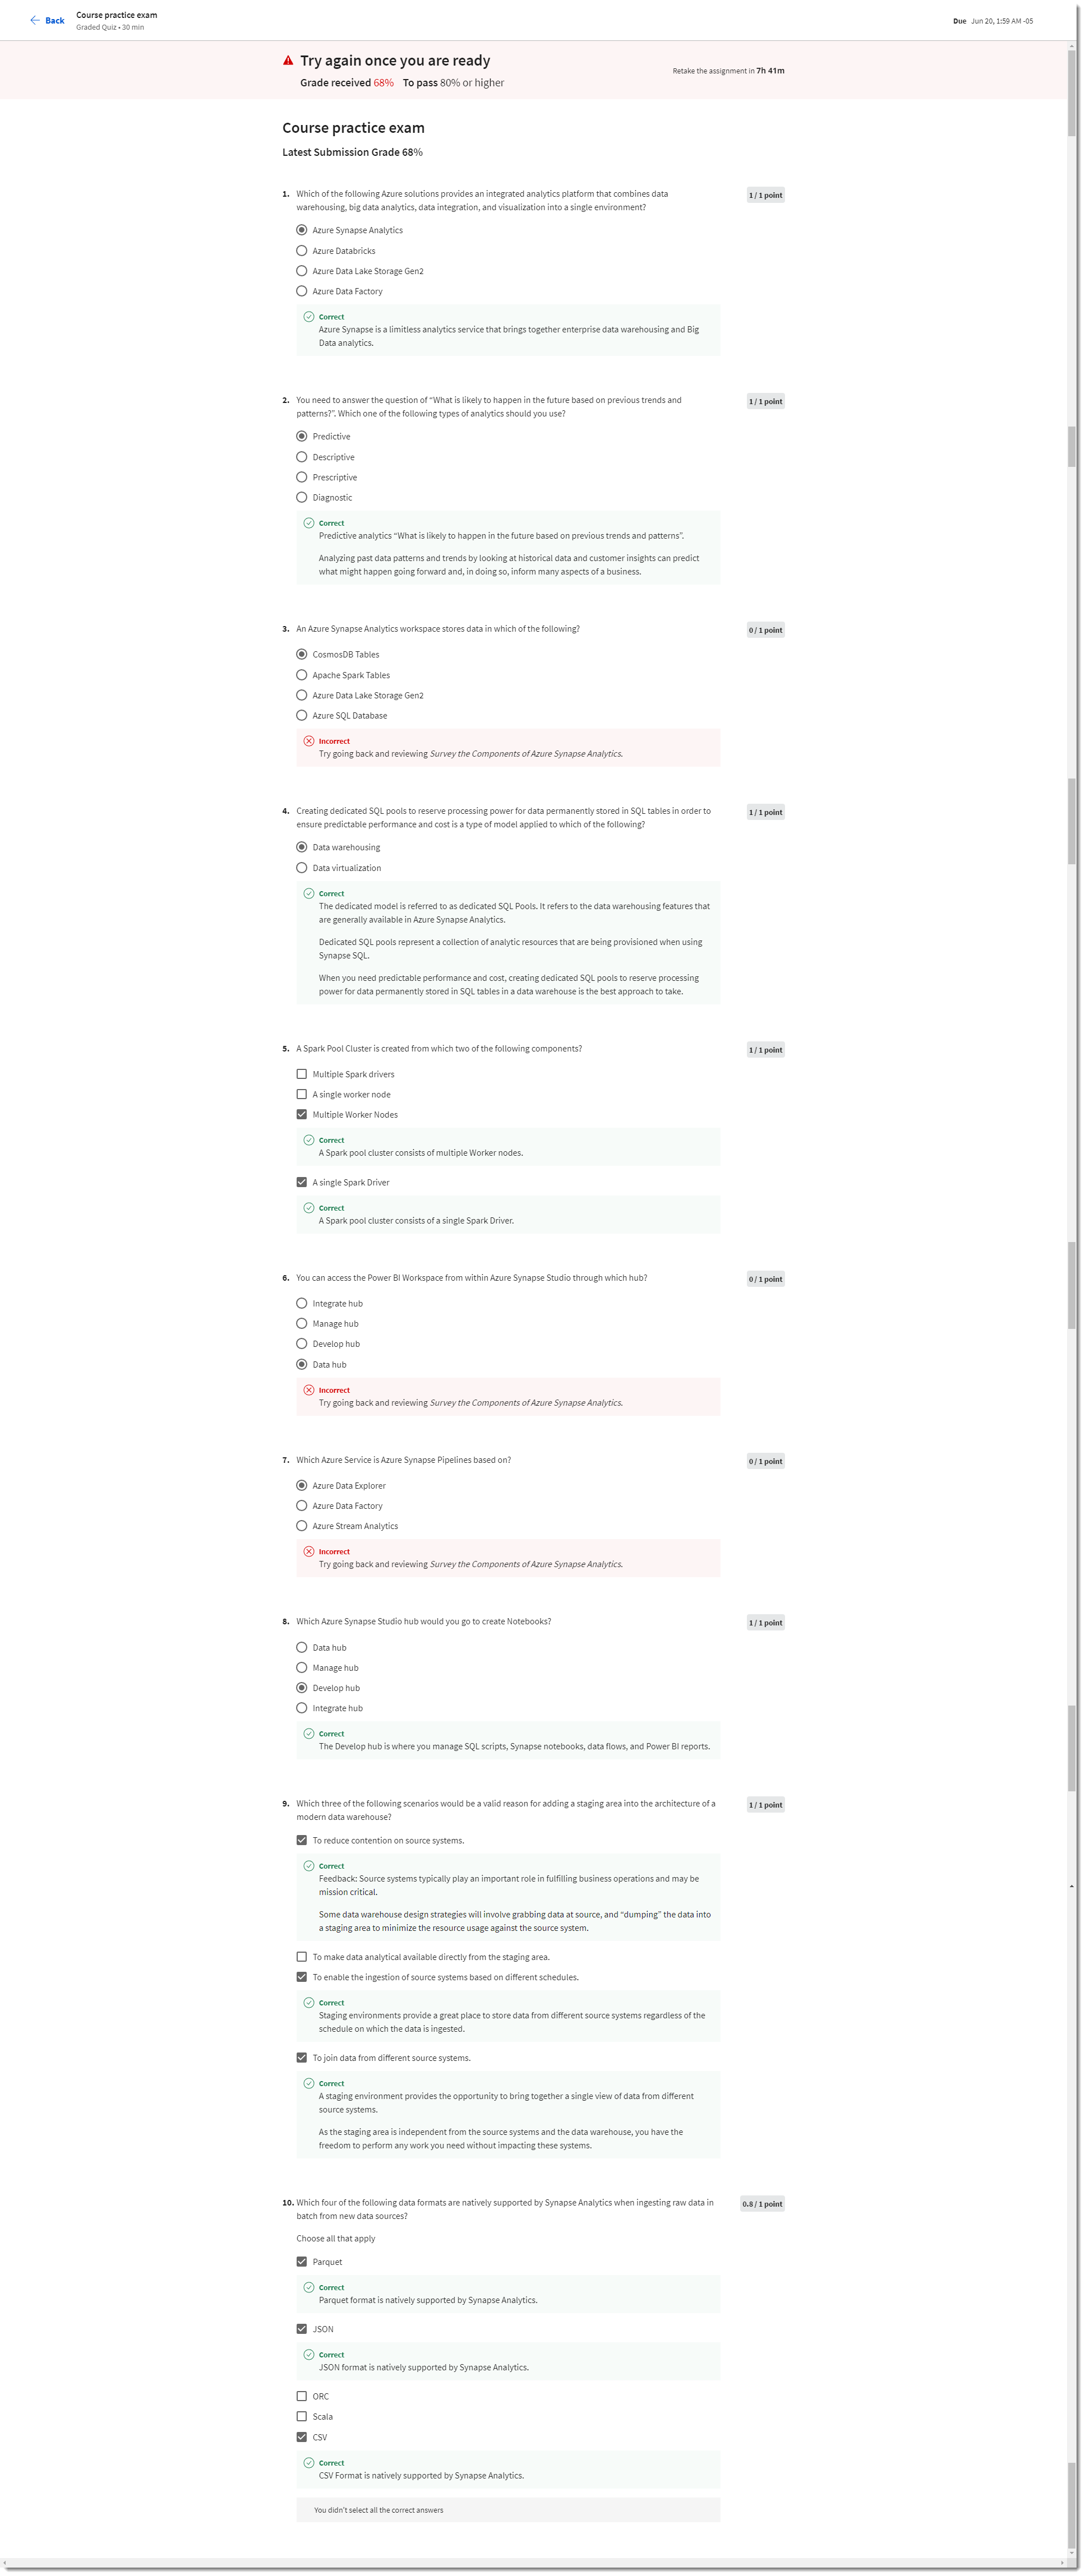 Back
Course practice exam
Graded Quiz • 30 min
Due Jun 20, 1:59 AM -05
Try again once you are ready
Grade received 68% To pass 80% or higher
Retake the assignment in 7h 41m
Course practice exam
Latest Submission Grade 68%
1. Which of the following Azure solutions provides an integrated analytics platform that combines data
warehousing, big data analytics, data integration, and visualization into a single environment?
1 / 1 point
Azure Synapse Analytics
Azure Databricks
Azure Data Lake Storage Gen2
Azure Data Factory
Correct
Azure Synapse is a limitless analytics service that brings together enterprise data warehousing and Big
Data analytics.
2. You need to answer the question of “What is likely to happen in the future based on previous trends and
patterns?”. Which one of the following types of analytics should you use?
1 / 1 point
Predictive
Descriptive
Prescriptive
Diagnostic
Correct
Predictive analytics “What is likely to happen in the future based on previous trends and patterns”.
Analyzing past data patterns and trends by looking at historical data and customer insights can predict
what might happen going forward and, in doing so, inform many aspects of a business.
3. An Azure Synapse Analytics workspace stores data in which of the following?
0 / 1 point
CosmosDB Tables
Apache Spark Tables
Azure Data Lake Storage Gen2
Azure SQL Database
Incorrect
Try going back and reviewing Survey the Components of Azure Synapse Analytics.
4. Creating dedicated SQL pools to reserve processing power for data permanently stored in SQL tables in order to
ensure predictable performance and cost is a type of model applied to which of the following?
1 / 1 point
Data warehousing
Data virtualization
Correct
The dedicated model is referred to as dedicated SQL Pools. It refers to the data warehousing features that
are generally available in Azure Synapse Analytics.
Dedicated SQL pools represent a collection of analytic resources that are being provisioned when using
Synapse SQL.
When you need predictable performance and cost, creating dedicated SQL pools to reserve processing
power for data permanently stored in SQL tables in a data warehouse is the best approach to take.
5. A Spark Pool Cluster is created from which two of the following components?
1 / 1 point
Multiple Spark drivers
A single worker node
Multiple Worker Nodes
Correct
A Spark pool cluster consists of multiple Worker nodes.
A single Spark Driver
Correct
A Spark pool cluster consists of a single Spark Driver.
6. You can access the Power BI Workspace from within Azure Synapse Studio through which hub?
0 / 1 point
Integrate hub
Manage hub
Develop hub
Data hub
Incorrect
Try going back and reviewing Survey the Components of Azure Synapse Analytics.
7. Which Azure Service is Azure Synapse Pipelines based on?
0 / 1 point
Azure Data Explorer
Azure Data Factory
Azure Stream Analytics
Incorrect
Try going back and reviewing Survey the Components of Azure Synapse Analytics.
8. Which Azure Synapse Studio hub would you go to create Notebooks?
1 / 1 point
Data hub
Manage hub
Develop hub
Integrate hub
Correct
The Develop hub is where you manage SQL scripts, Synapse notebooks, data flows, and Power BI reports.
9. Which three of the following scenarios would be a valid reason for adding a staging area into the architecture of a
modern data warehouse?
1 / 1 point
To reduce contention on source systems.
Correct
Feedback: Source systems typically play an important role in fulfilling business operations and may be
mission critical.
Some data warehouse design strategies will involve grabbing data at source, and “dumping” the data into
a staging area to minimize the resource usage against the source system.
To make data analytical available directly from the staging area.
To enable the ingestion of source systems based on different schedules.
Correct
Staging environments provide a great place to store data from different source systems regardless of the
schedule on which the data is ingested.
To join data from different source systems.
Correct
A staging environment provides the opportunity to bring together a single view of data from different
source systems.
As the staging area is independent from the source systems and the data warehouse, you have the
freedom to perform any work you need without impacting these systems.
10. Which four of the following data formats are natively supported by Synapse Analytics when ingesting raw data in
batch from new data sources?
0.8 / 1 point
Choose all that apply
Parquet
Correct
Parquet format is natively supported by Synapse Analytics.
JSON
Correct
JSON format is natively supported by Synapse Analytics.
ORC
Scala
CSV
Correct
CSV Format is natively supported by Synapse Analytics.
You didn't select all the correct answers